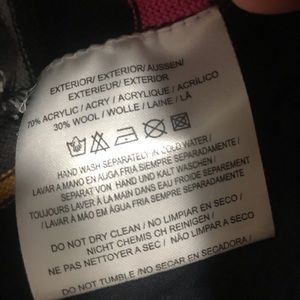 EXTERIOR/ EXTERIOR/ AUSSEN/
EXTERIEUR/ EXTERIOR
70% ACRYLIC / ACRY / ACRYLIQUE / ACRILICO
30% WOOL / WOLLE / LAINE / LÃ
HAND WASH SEPARATELY IN COLD WATER /
LAVAR A MANO EN AUGA FRIA SIEMPRE SEPARADAMENTE /
SEPARAT VON HAND UND KALT WASCHEN /
TOUJOURS LAVER À LA MAIN DANS EAU FROIDE SEPARAMENT
/ LAVAR A MÃO EM ÁGUA FRIA SEMPRE SEPARADAMENTE
DO NOT DRY CLEAN / NO LIMPIAR EN SECO /
NICHT CHEMISCH REINIGEN /
NE PAS NETTOYER A SEC / NÃO LIMPAR A SECO
DO NOT TUMBLE /NO SECAR EN SECADORA /